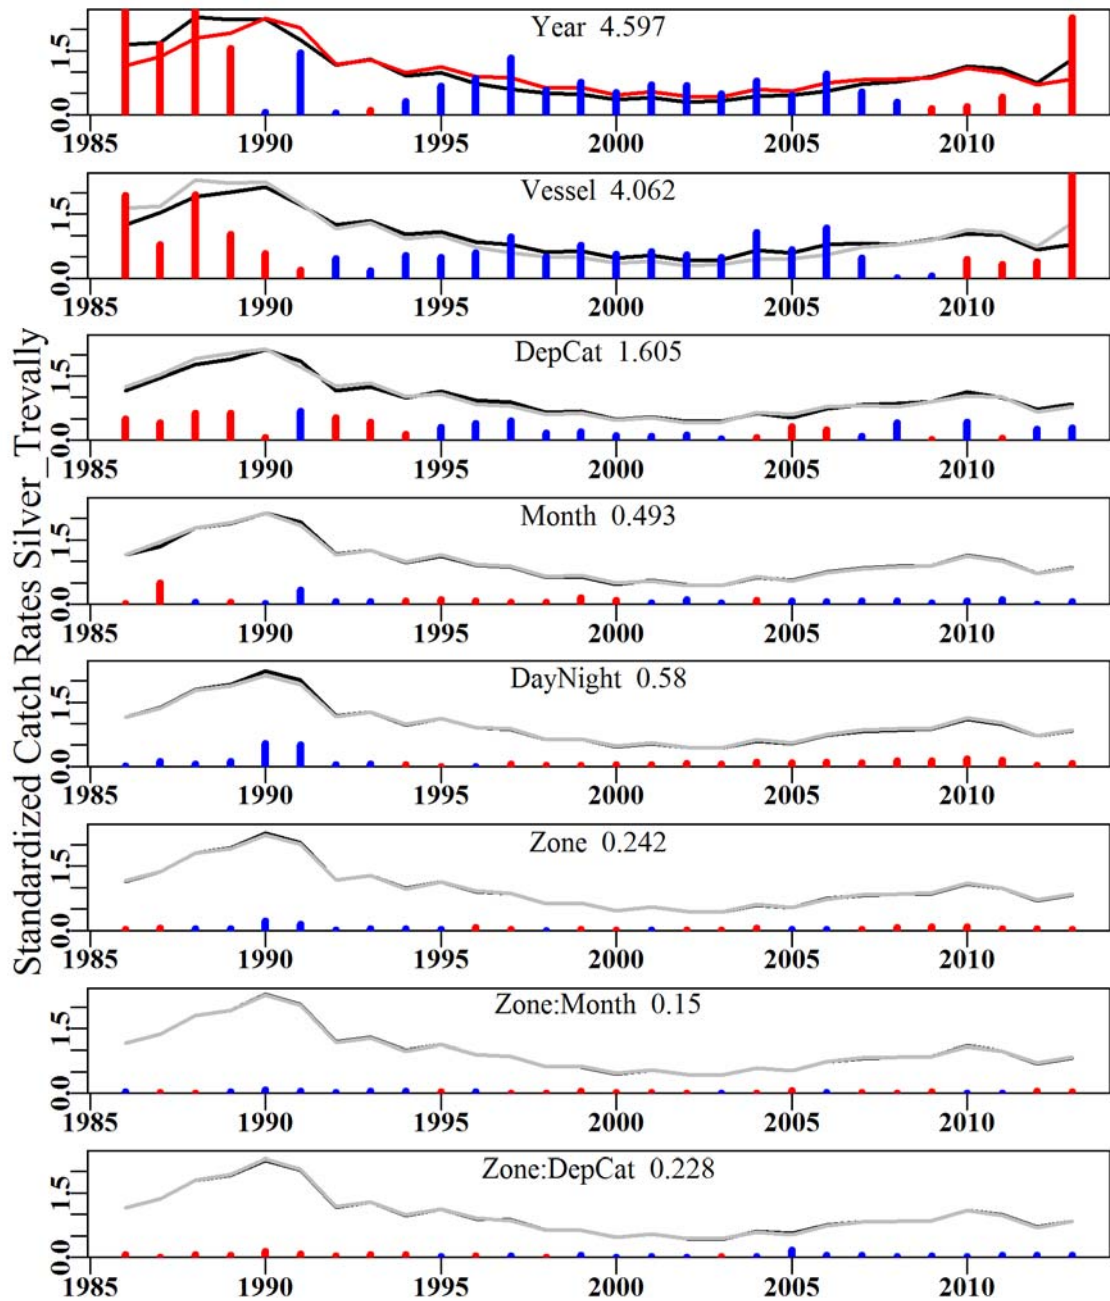 Standardized Catch Rates Silver_Trevally
Year 4.597
0.0 1.5
1985 1990 1995 2000 2005 2010
Vessel 4.062
0.0 1.5
1985 1990 1995 2000 2005 2010
DepCat 1.605
0.0 1.5
1985 1990 1995 2000 2005 2010
Month 0.493
0.0 1.5
1985 1990 1995 2000 2005 2010
DayNight 0.58
0.0 1.5
1985 1990 1995 2000 2005 2010
Zone 0.242
0.0 1.5
1985 1990 1995 2000 2005 2010
Zone:Month 0.15
0.0 1.5
1985 1990 1995 2000 2005 2010
Zone:DepCat 0.228
0.0 1.5
1985 1990 1995 2000 2005 2010